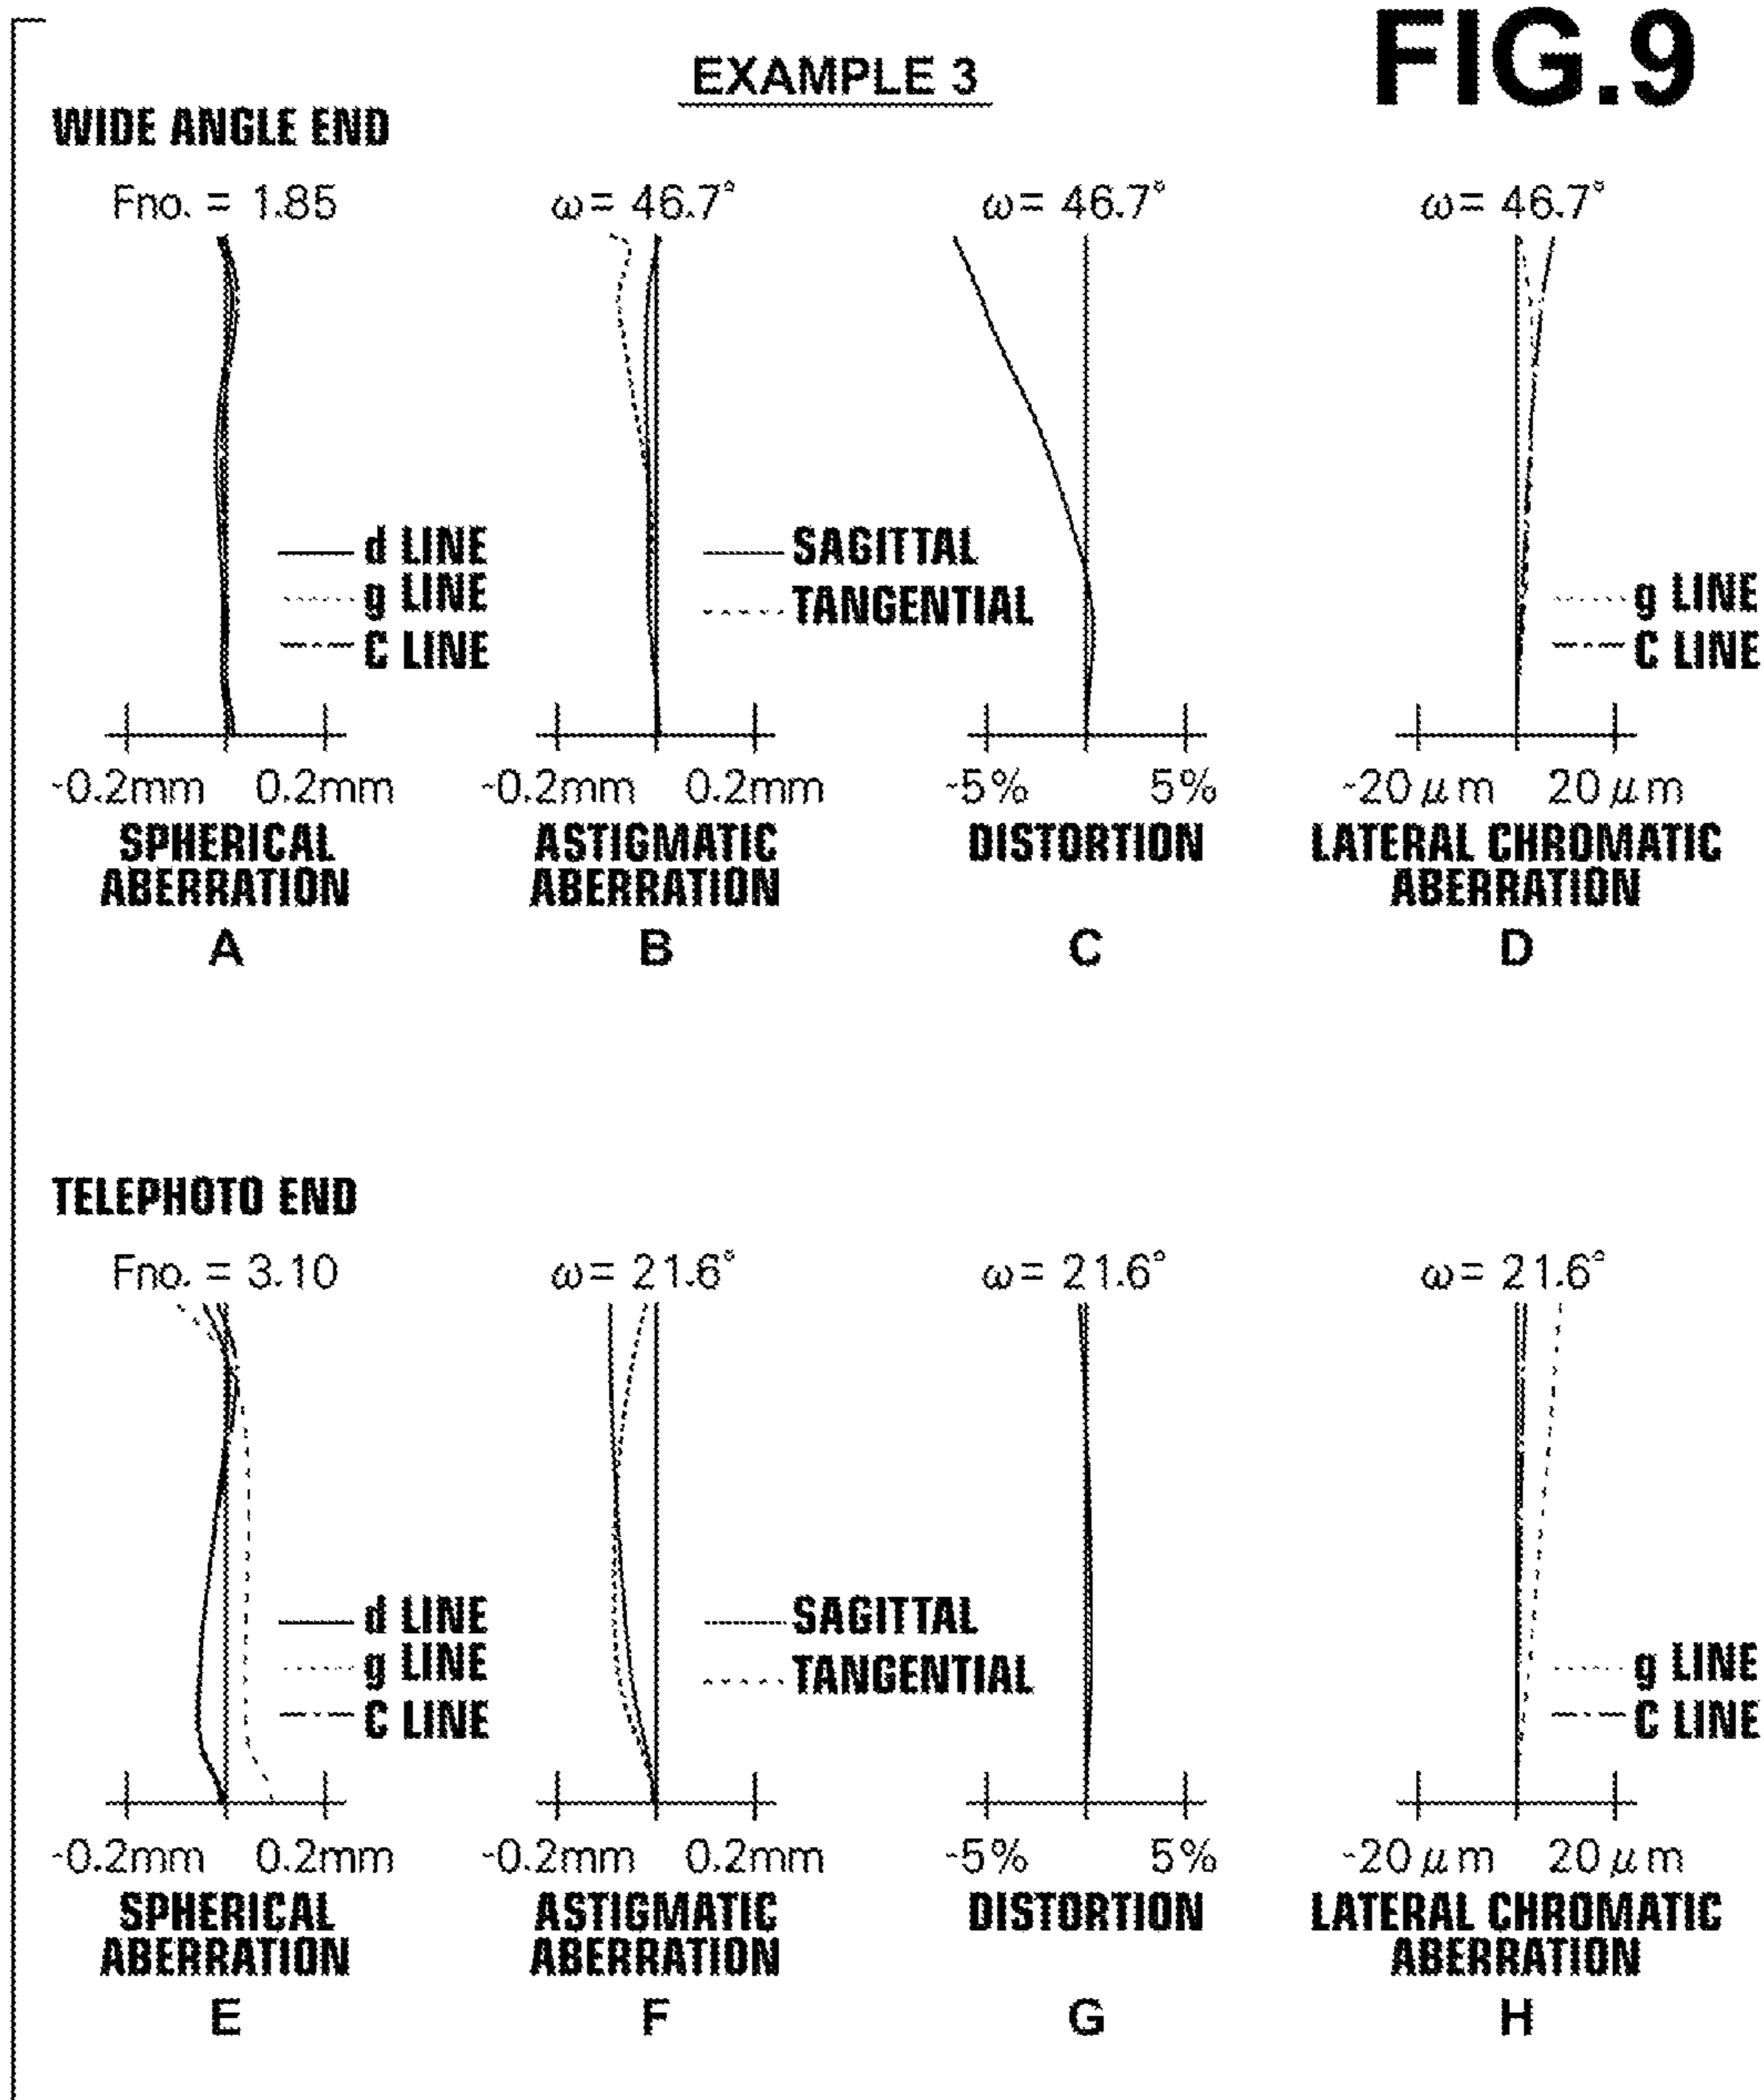 FIG.9
EXAMPLE 3
WIDE ANGLE END
Fno. = 1.85
ω= 46.7°
ω= 46.7°
ω= 46.7°
d LINE
g LINE
C LINE
SAGITTAL
TANGENTIAL
g LINE
C LINE
-0.2mm 0.2mm
-0.2mm 0.2mm
-5% 5%
-20μm 20μm
SPHERICAL
ABERRATION
ASTIGMATIC
ABERRATION
DISTORTION
LATERAL CHROMATIC
ABERRATION
A
B
C
D
TELEPHOTO END
Fno. = 3.10
ω= 21.6°
ω= 21.6°
ω= 21.6°
d LINE
g LINE
C LINE
SAGITTAL
TANGENTIAL
g LINE
C LINE
-0.2mm 0.2mm
-0.2mm 0.2mm
-5% 5%
-20μm 20μm
SPHERICAL
ABERRATION
ASTIGMATIC
ABERRATION
DISTORTION
LATERAL CHROMATIC
ABERRATION
E
F
G
H